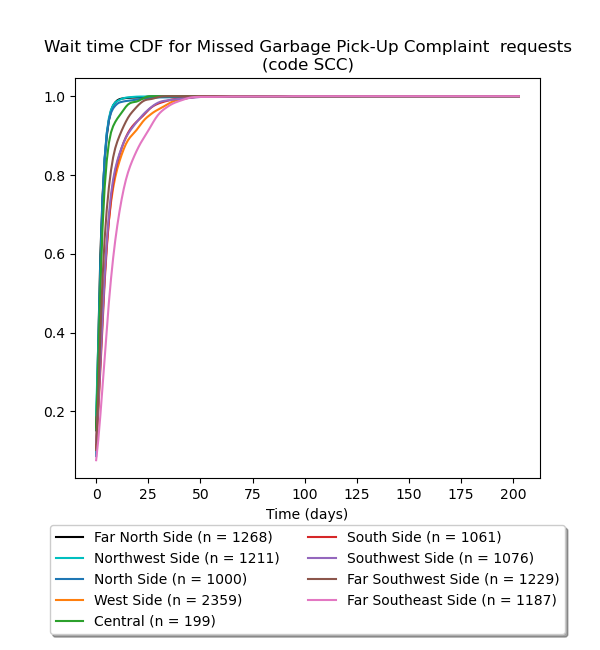 Wait time CDF for Missed Garbage Pick-Up Complaint  requests
(code SCC)
1.0
0.8
0.6
0.4
0.2
0 25 50 75 100 125 150 175 200
Time (days)
Far North Side (n = 1268)
Northwest Side (n = 1211)
North Side (n = 1000)
West Side (n = 2359)
Central (n = 199)
South Side (n = 1061)
Southwest Side (n = 1076)
Far Southwest Side (n = 1229)
Far Southeast Side (n = 1187)